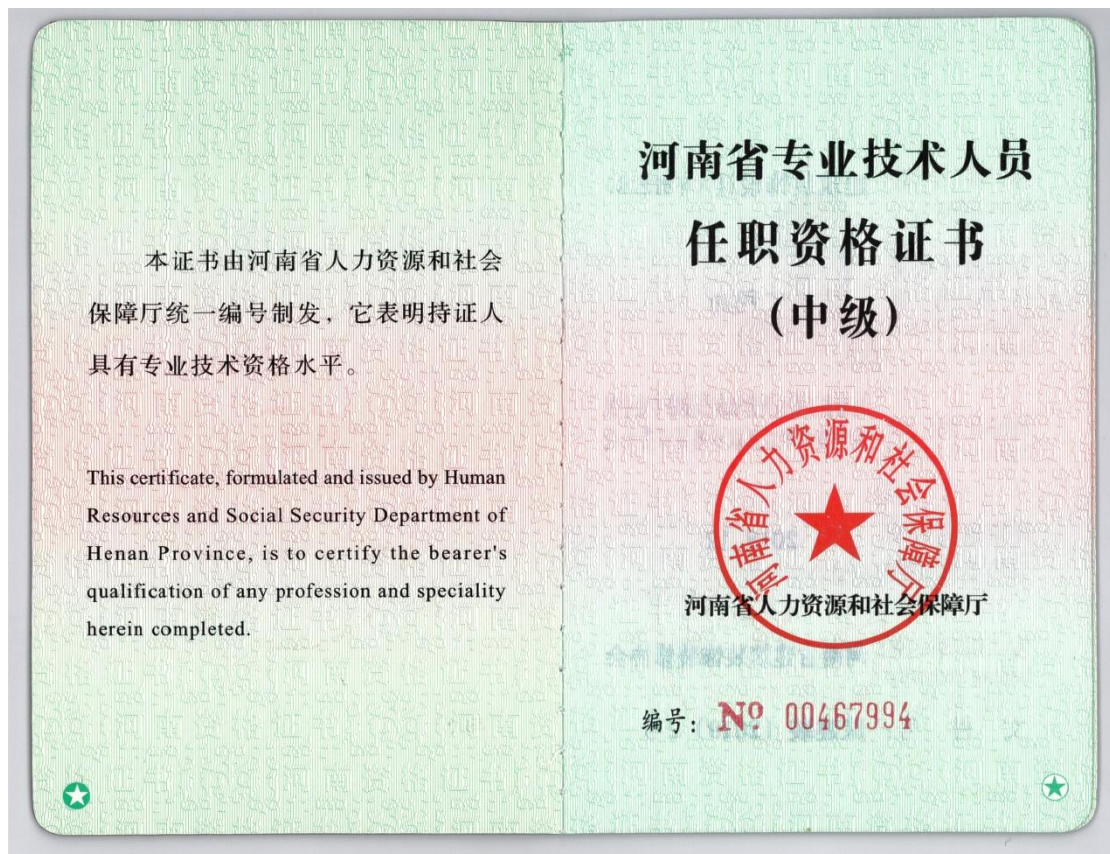 本证书由河南省人力资源和社会
保障厅统一编号制发，它表明持证人
具有专业技术资格水平。
This certificate, formulated and issued by Human
Resources and Social Security Department of
Henan Province, is to certify the bearer's
qualification of any profession and speciality
herein completed.
河南省专业技术人员
任职资格证书
(中级)
河南省人力资源和社会保障厅
河南省人力资源和社会保障厅
编号: Nº 00467994